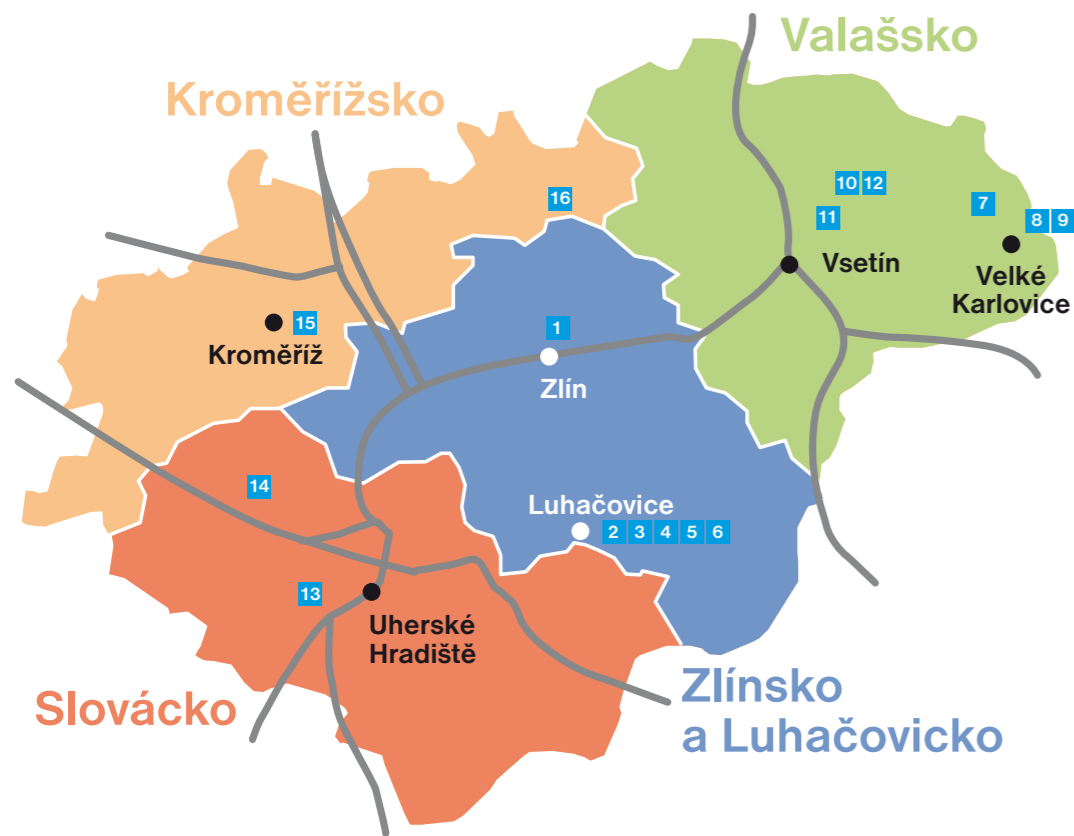 Valašsko
Kroměřížsko
16
10 12
11
7
8 9
Vsetín
Velké
Karlovice
15
Kroměříž
1
Zlín
14
Luhačovice
2 3 4 5 6
13
Uherské
Hradiště
Slovácko
Zlínsko
a Luhačovicko